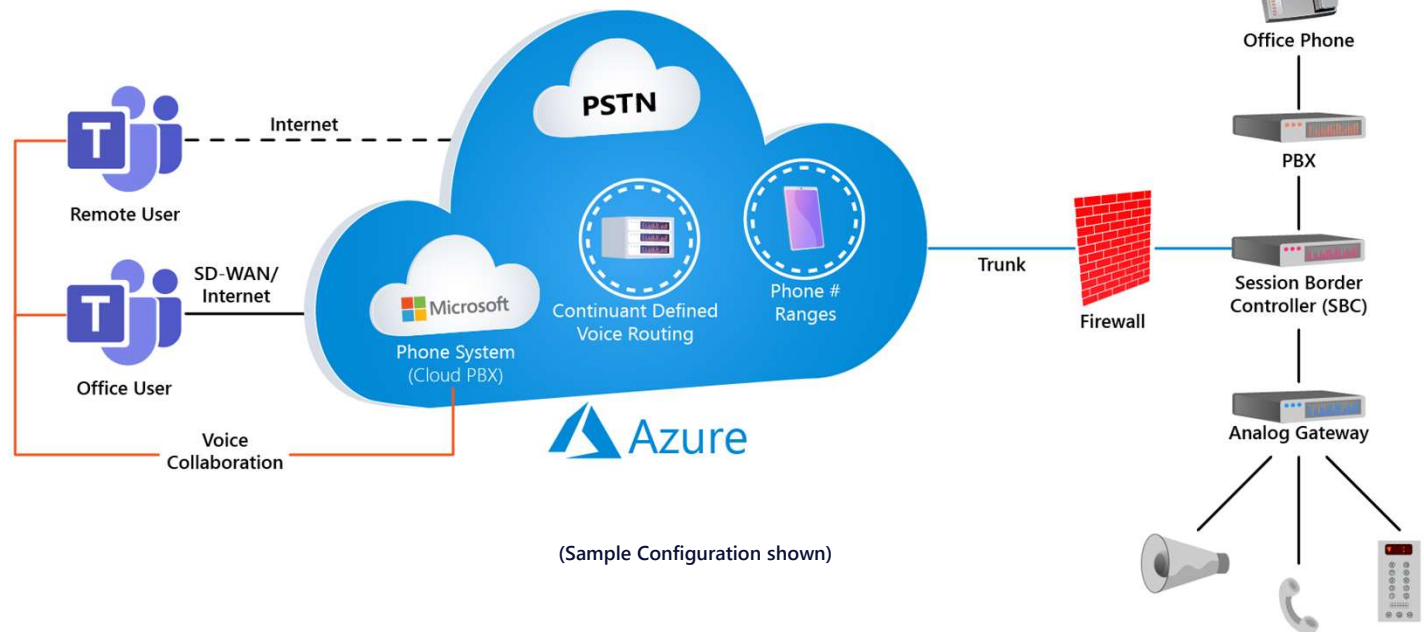 Office Phone
PSTN
Internet
PBX
Remote User
SD-WAN/
Internet
Microsoft
Phone System
(Cloud PBX)
Continuant Defined
Voice Routing
Phone #
Ranges
Trunk
Firewall
Session Border
Controller (SBC)
Office User
Voice
Collaboration
Azure
Analog Gateway
(Sample Configuration shown)
T
T